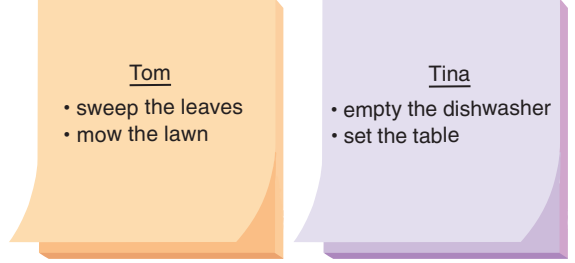 Tom
• sweep the leaves
• mow the lawn
Tina
• empty the dishwasher
• set the table